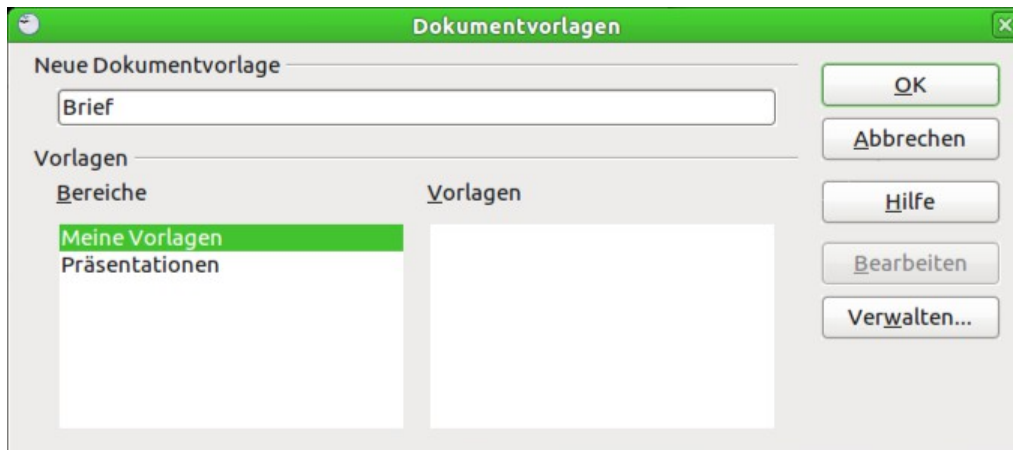 Dokumentvorlagen
Neue Dokumentvorlage
Brief
Vorlagen
Bereiche
Vorlagen
Meine Vorlagen
Präsentationen
OK
Abbrechen
Hilfe
Bearbeiten
Verwalten...